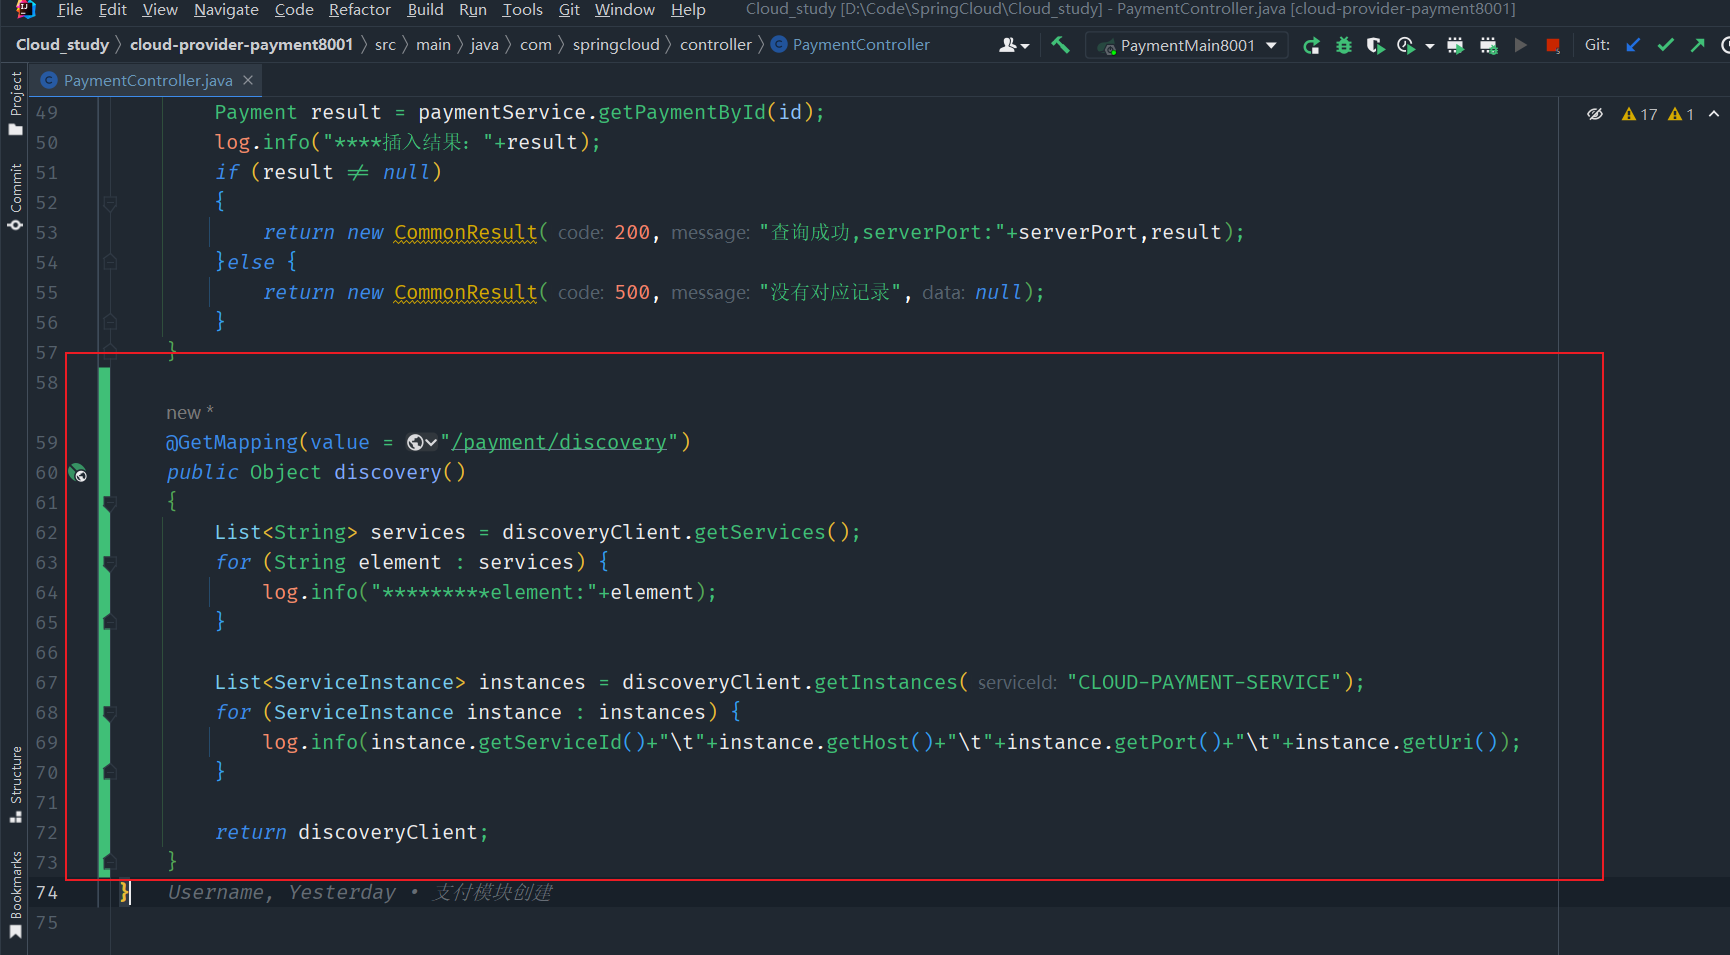 File Edit View Navigate Code Refactor Build Run Tools Git Window Help Cloud_study [D:\Code\SpringCloud\Cloud_study] - PaymentController.java [cloud-provider-payment8001]
Cloud_study 〉 cloud-provider-payment8001 〉 src 〉 main 〉 java 〉 com 〉 springcloud 〉 controller 〉 PaymentController PaymentMain8001 Git:
PaymentController.java
Project
Commit
Structure
Bookmarks
17 1
49 Payment result = paymentService.getPaymentById(id);
50 log.info("****插入结果："+result);
51 if (result ≠ null)
52 {
53 return new CommonResult( code: 200, message: "查询成功,serverPort:"+serverPort,result);
54 }else {
55 return new CommonResult( code: 500, message: "没有对应记录", data: null);
56 }
57 }
58
new *
59 @GetMapping(value = "/payment/discovery")
60 public Object discovery()
61 {
62 List<String> services = discoveryClient.getServices();
63 for (String element : services) {
64 log.info("*********element:"+element);
65 }
66
67 List<ServiceInstance> instances = discoveryClient.getInstances( serviceId: "CLOUD-PAYMENT-SERVICE");
68 for (ServiceInstance instance : instances) {
69 log.info(instance.getServiceId()+"\t"+instance.getHost()+"\t"+instance.getPort()+"\t"+instance.getUri());
70 }
71
72 return discoveryClient;
73 }
74 } Username, Yesterday • 支付模块创建
75